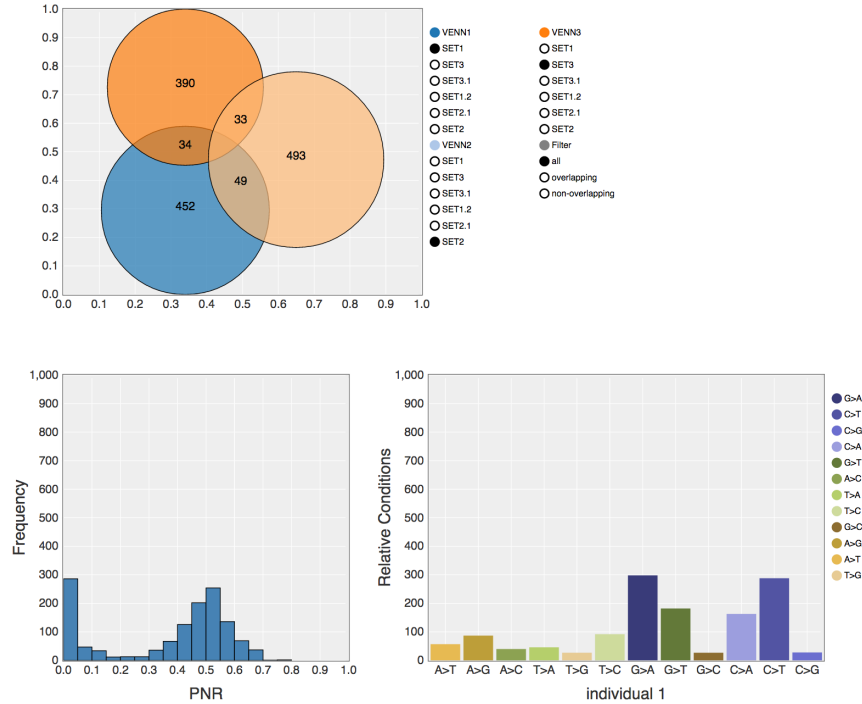 1.0
0.9
0.8
0.7
0.6
0.5
0.4
0.3
0.2
0.1
0.0
0.0 0.1 0.2 0.3 0.4 0.5 0.6 0.7 0.8 0.9 1.0
390
33
34
493
49
452
VENN1
SET1
SET3
SET3.1
SET1.2
SET2.1
SET2
VENN2
SET1
SET3
SET3.1
SET1.2
SET2.1
SET2
VENN3
SET1
SET3
SET3.1
SET1.2
SET2.1
SET2
Filter
all
overlapping
non-overlapping
1,000
900
800
700
600
500
400
300
200
100
0
Frequency
0.0 0.1 0.2 0.3 0.4 0.5 0.6 0.7 0.8 0.9 1.0
PNR
1,000
900
800
700
600
500
400
300
200
100
0
Relative Conditions
A>T A>G A>C T>A T>G T>C G>A G>T G>C C>A C>T C>G
individual 1
G>A
C>T
C>G
C>A
G>T
A>C
T>A
T>C
G>C
A>G
A>T
T>G